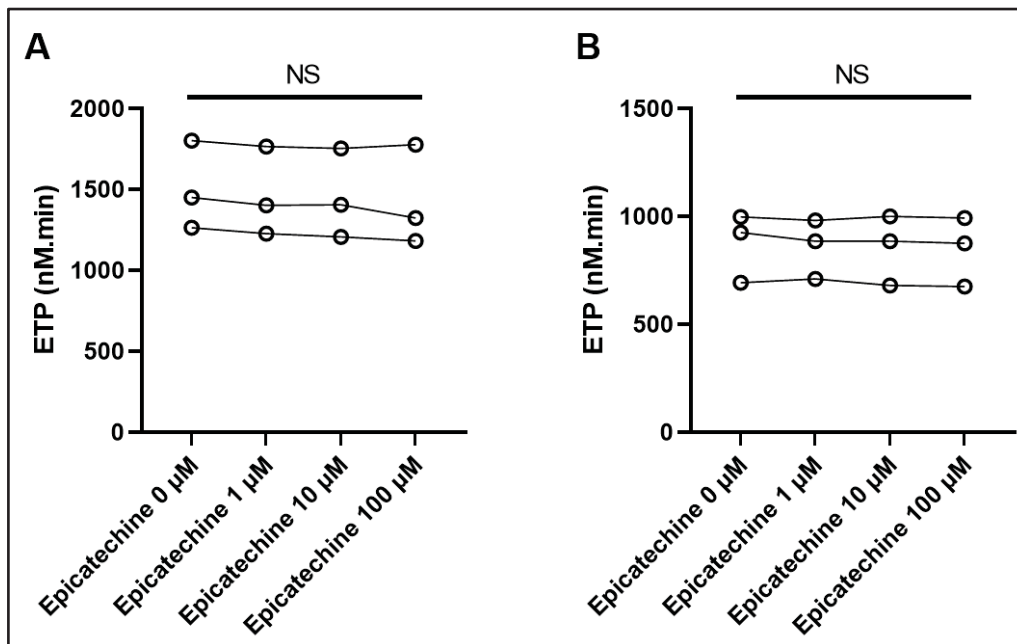 A
NS
2000
1500
1000
500
0
ETP (nM.min)
Epicatechine 0 µM
Epicatechine 1 µM
Epicatechine 10 µM
Epicatechine 100 µM
B
NS
1500
1000
500
0
ETP (nM.min)
Epicatechine 0 µM
Epicatechine 1 µM
Epicatechine 10 µM
Epicatechine 100 µM